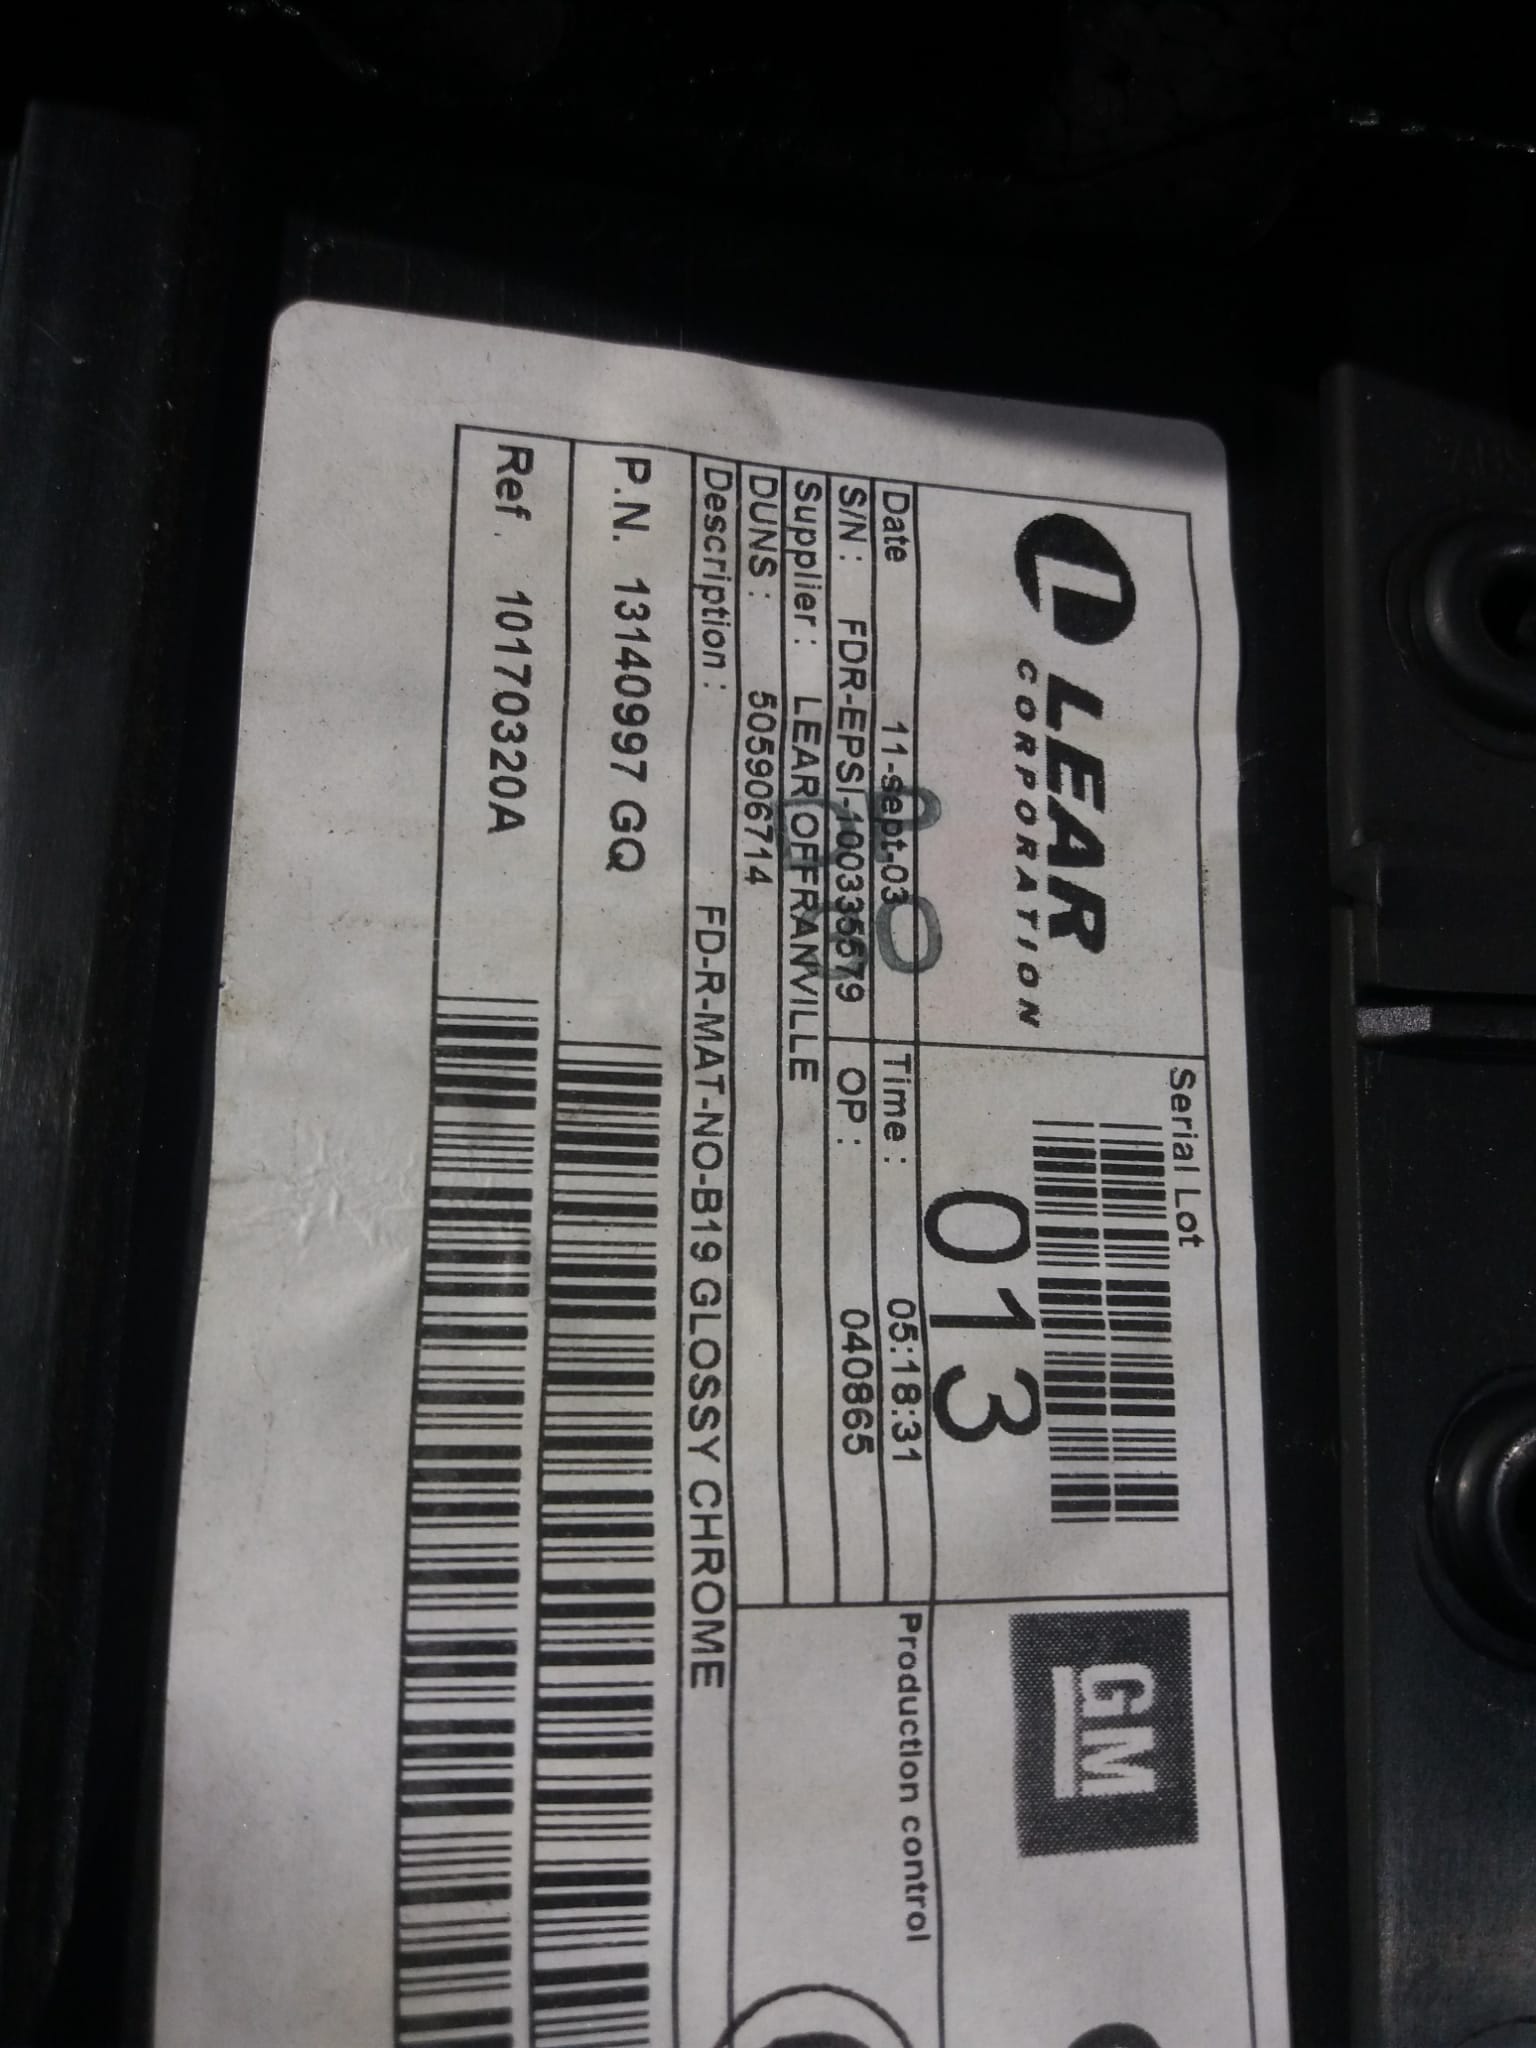 LEAR
CORPORATION
Serial Lot
013
GM
Date 11-sept-03 Time : 05:18:31
Production control
S/N : FDR-EPSI-10033579 OP : 040865
Supplier : LEAR OFFRANVILLE
DUNS : 505906714
Description : FD-R-MAT-NO-B19 GLOSSY CHROME
P.N. 13140997 GQ
Ref 10170320A